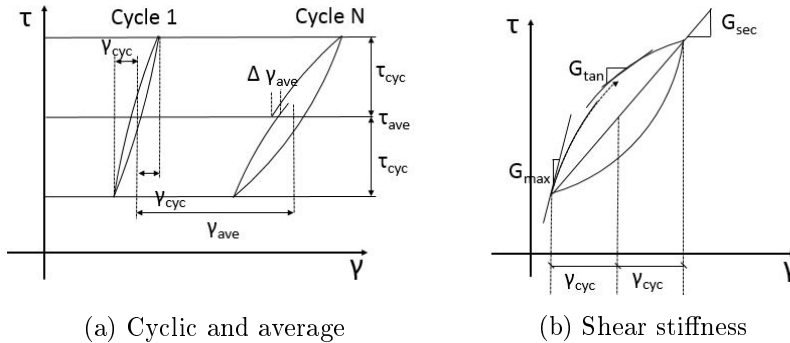 τ
Cycle 1
Cycle N
γcyc
Δ γave
τcyc
τave
τcyc
γcyc
γave
γ
(a) Cyclic and average
τ
Gsec
Gtan
Gmax
γ
γcyc
γcyc
(b) Shear stiffness